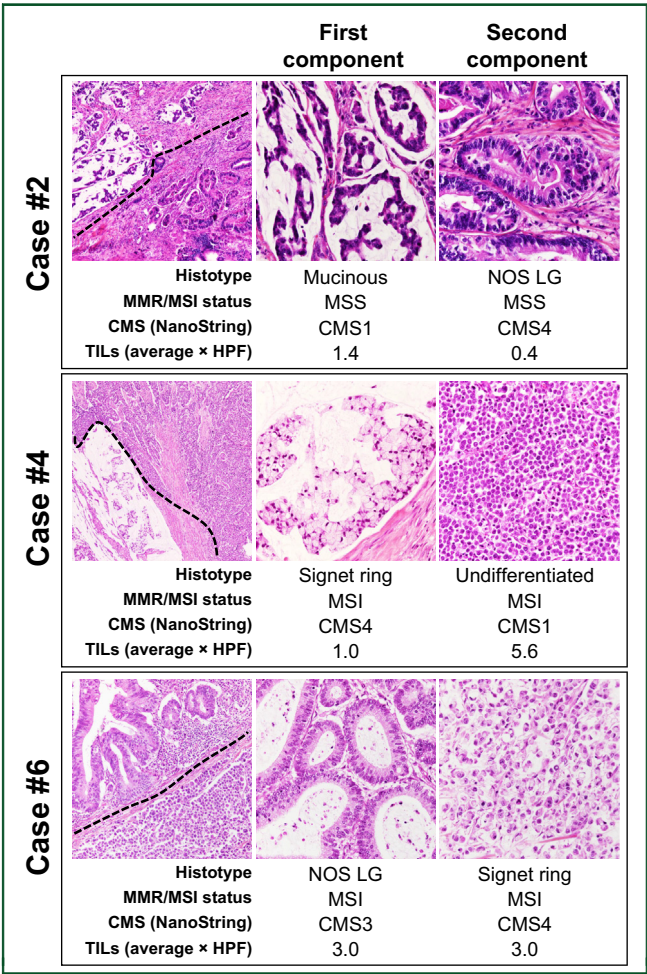 First component
Second component
Case #2
Histotype Mucinous NOS LG
MMR/MSI status MSS MSS
CMS (NanoString) CMS1 CMS4
TILs (average × HPF) 1.4 0.4
Case #4
Histotype Signet ring Undifferentiated
MMR/MSI status MSI MSI
CMS (NanoString) CMS4 CMS1
TILs (average × HPF) 1.0 5.6
Case #6
Histotype NOS LG Signet ring
MMR/MSI status MSI MSI
CMS (NanoString) CMS3 CMS4
TILs (average × HPF) 3.0 3.0